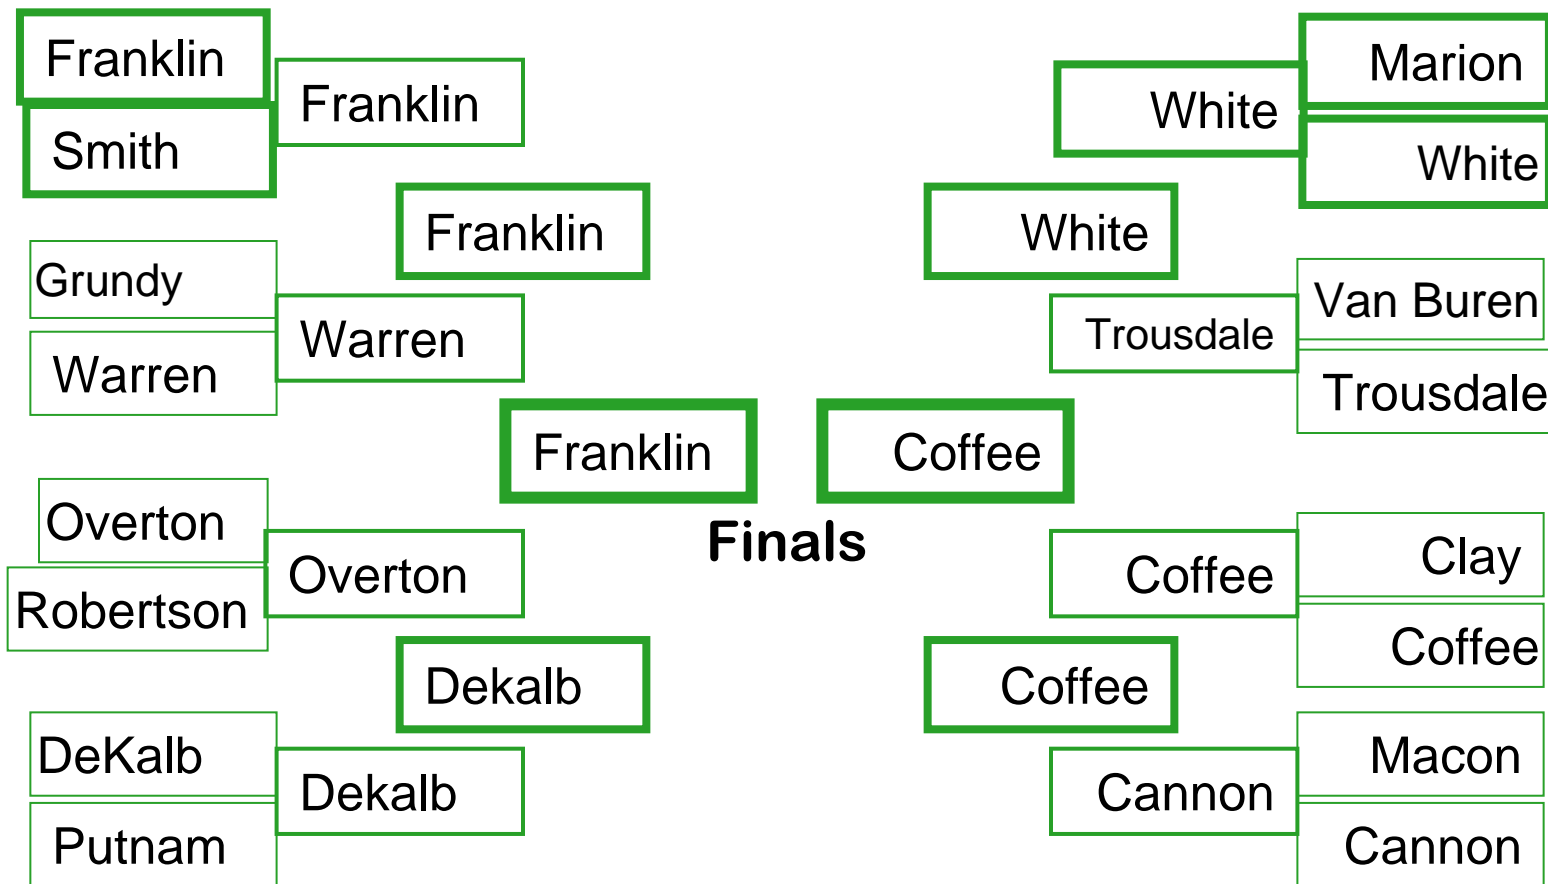 Franklin
Smith
Franklin
Franklin
Grundy
Warren
Warren
Franklin
Overton
Robertson
Overton
Dekalb
DeKalb
Putnam
Dekalb
Finals
Marion
White
White
White
Van Buren
Trousdale
Trousdale
Coffee
Clay
Coffee
Coffee
Coffee
Macon
Cannon
Cannon